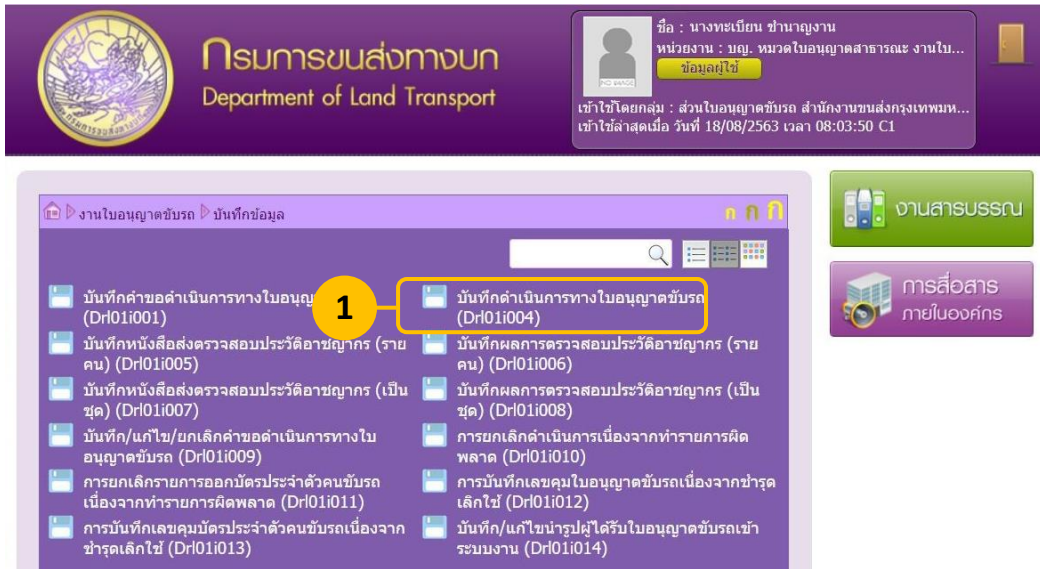 กรมการขนส่งทางบก
Department of Land Transport
ชื่อ : นางทะเบียน ชำนาญงาน
หน่วยงาน : บญ. หมวดใบอนุญาตสาธารณะ งานใบ...
ข้อมูลผู้ใช้
NO IMAGE
เข้าใช้โดยกลุ่ม : ส่วนใบอนุญาตขับรถ สำนักงานขนส่งกรุงเทพมห...
เข้าใช้ล่าสุดเมื่อ วันที่ 18/08/2563 เวลา 08:03:50 C1
งานใบอนุญาตขับรถ บันทึกข้อมูล
ก ก ก
1
บันทึกคำขอดำเนินการทางใบอนุญ
(Drl01i001)
บันทึกดำเนินการทางใบอนุญาตขับรถ
(Drl01i004)
บันทึกหนังสือส่งตรวจสอบประวัติอาชญากร (ราย
คน) (Drl01i005)
บันทึกผลการตรวจสอบประวัติอาชญากร (ราย
คน) (Drl01i006)
บันทึกหนังสือส่งตรวจสอบประวัติอาชญากร (เป็น
ชุด) (Drl01i007)
บันทึกผลการตรวจสอบประวัติอาชญากร (เป็น
ชุด) (Drl01i008)
บันทึก/แก้ไข/ยกเลิกคำขอดำเนินการทางใบ
อนุญาตขับรถ (Drl01i009)
การยกเลิกดำเนินการเนื่องจากทำรายการผิด
พลาด (Drl01i010)
การยกเลิกรายการออกบัตรประจำตัวคนขับรถ
เนื่องจากทำรายการผิดพลาด (Drl01i011)
การบันทึกเลขคุมใบอนุญาตขับรถเนื่องจากชำรุด
เลิกใช้ (Drl01i012)
การบันทึกเลขคุมบัตรประจำตัวคนขับรถเนื่องจาก
ชำรุดเลิกใช้ (Drl01i013)
บันทึก/แก้ไขนำรูปผู้ได้รับใบอนุญาตขับรถเข้า
ระบบงาน (Drl01i014)
งานสารบรรณ
การสื่อสาร
ภายในองค์กร